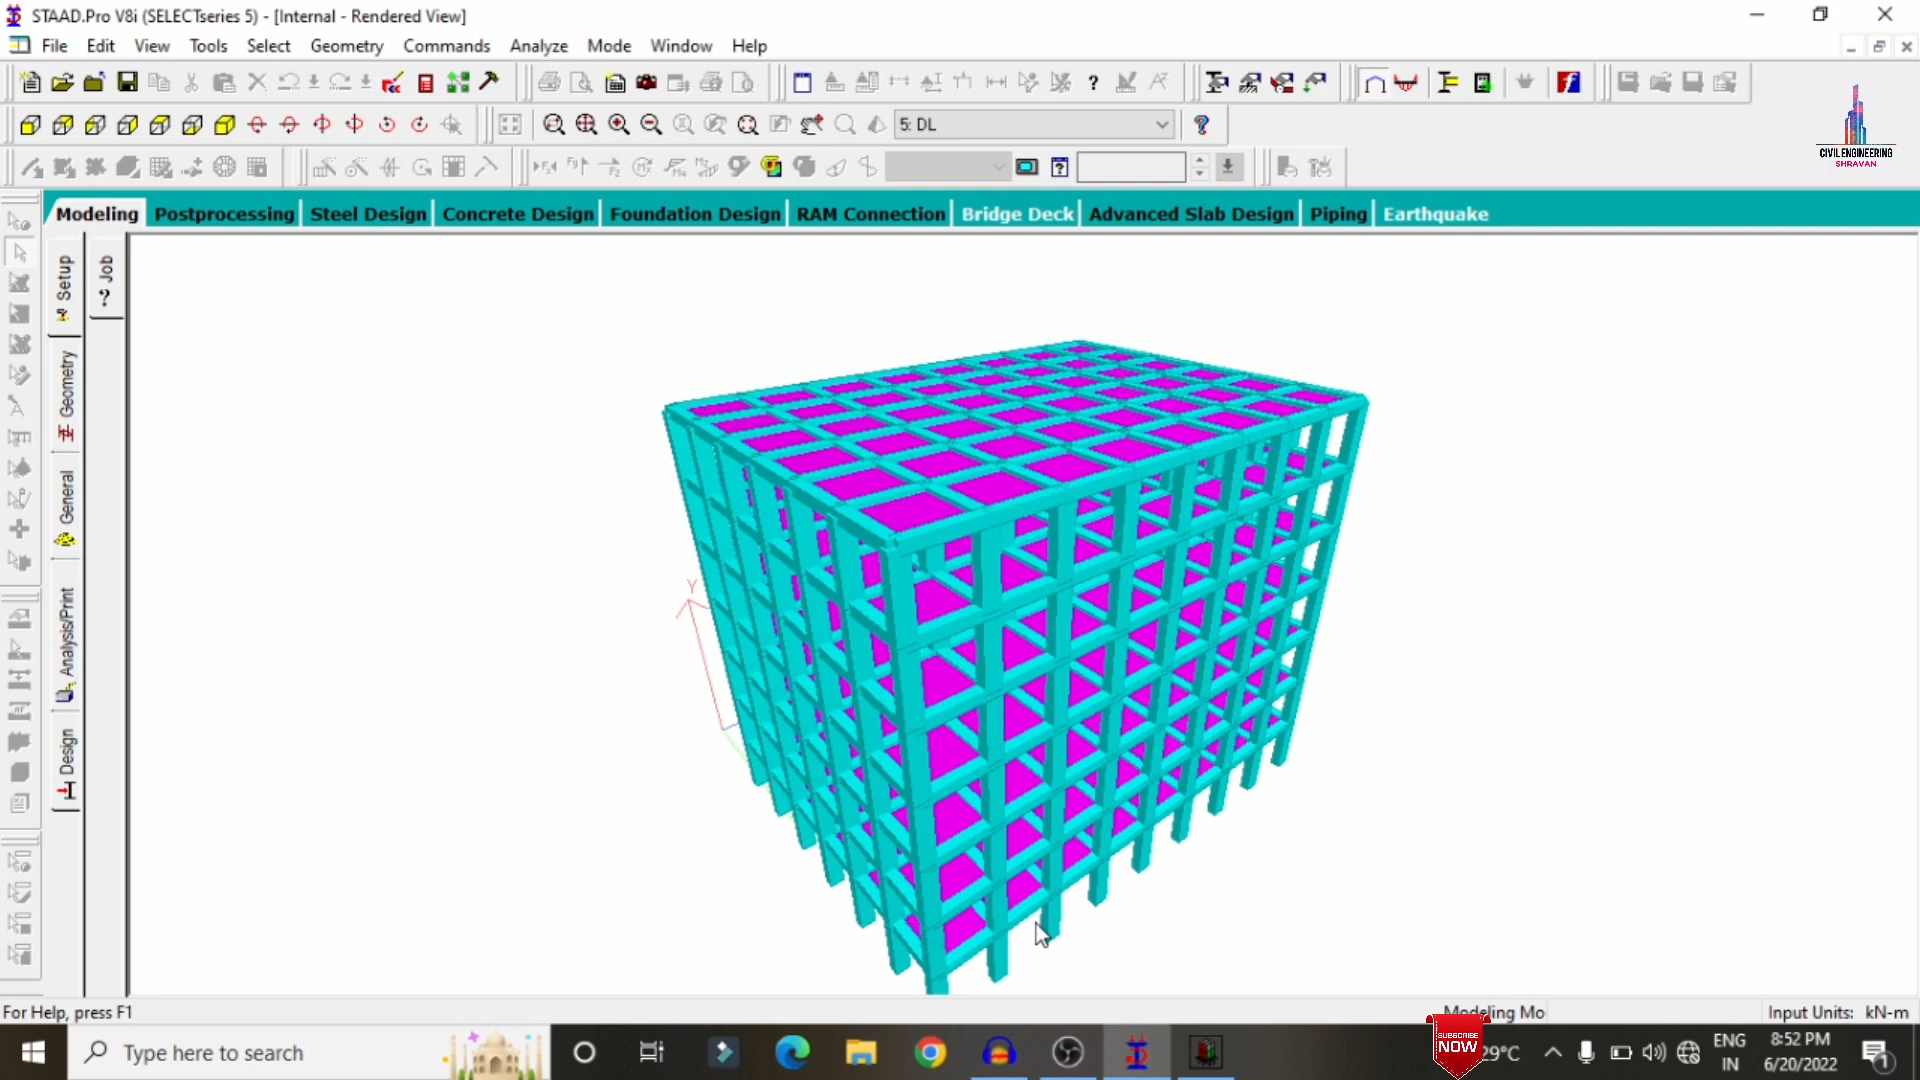 STAAD.Pro V8i (SELECTseries 5) - [Internal - Rendered View]
File Edit View Tools Select Geometry Commands Analyze Mode Window Help
5: DL
CIVIL ENGINEERING
SHRAVAN
Modeling Postprocessing Steel Design Concrete Design Foundation Design RAM Connection Bridge Deck Advanced Slab Design Piping Earthquake
Setup
Job
Geometry
General
Analysis/Print
Design
Y
For Help, press F1
Modeling Mo
Input Units: kN-m
Type here to search
SUBSCRIBE
NOW
29°C
ENG
IN
8:52 PM
6/20/2022
1